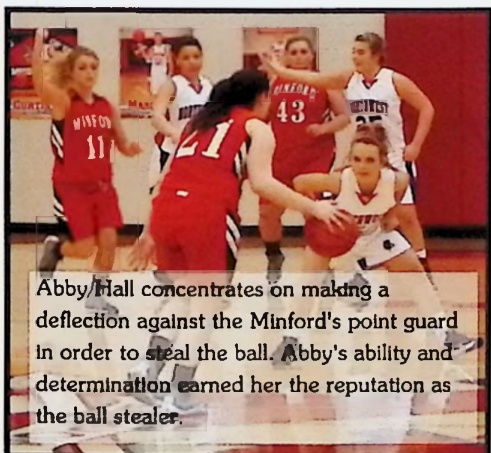 CURTI
MINFORD
11
21
MINFORD
43
Abby Hall concentrates on making a
deflection against the Minford's point guard
in order to steal the ball. Abby's ability and
determination earned her the reputation as
the ball stealer.